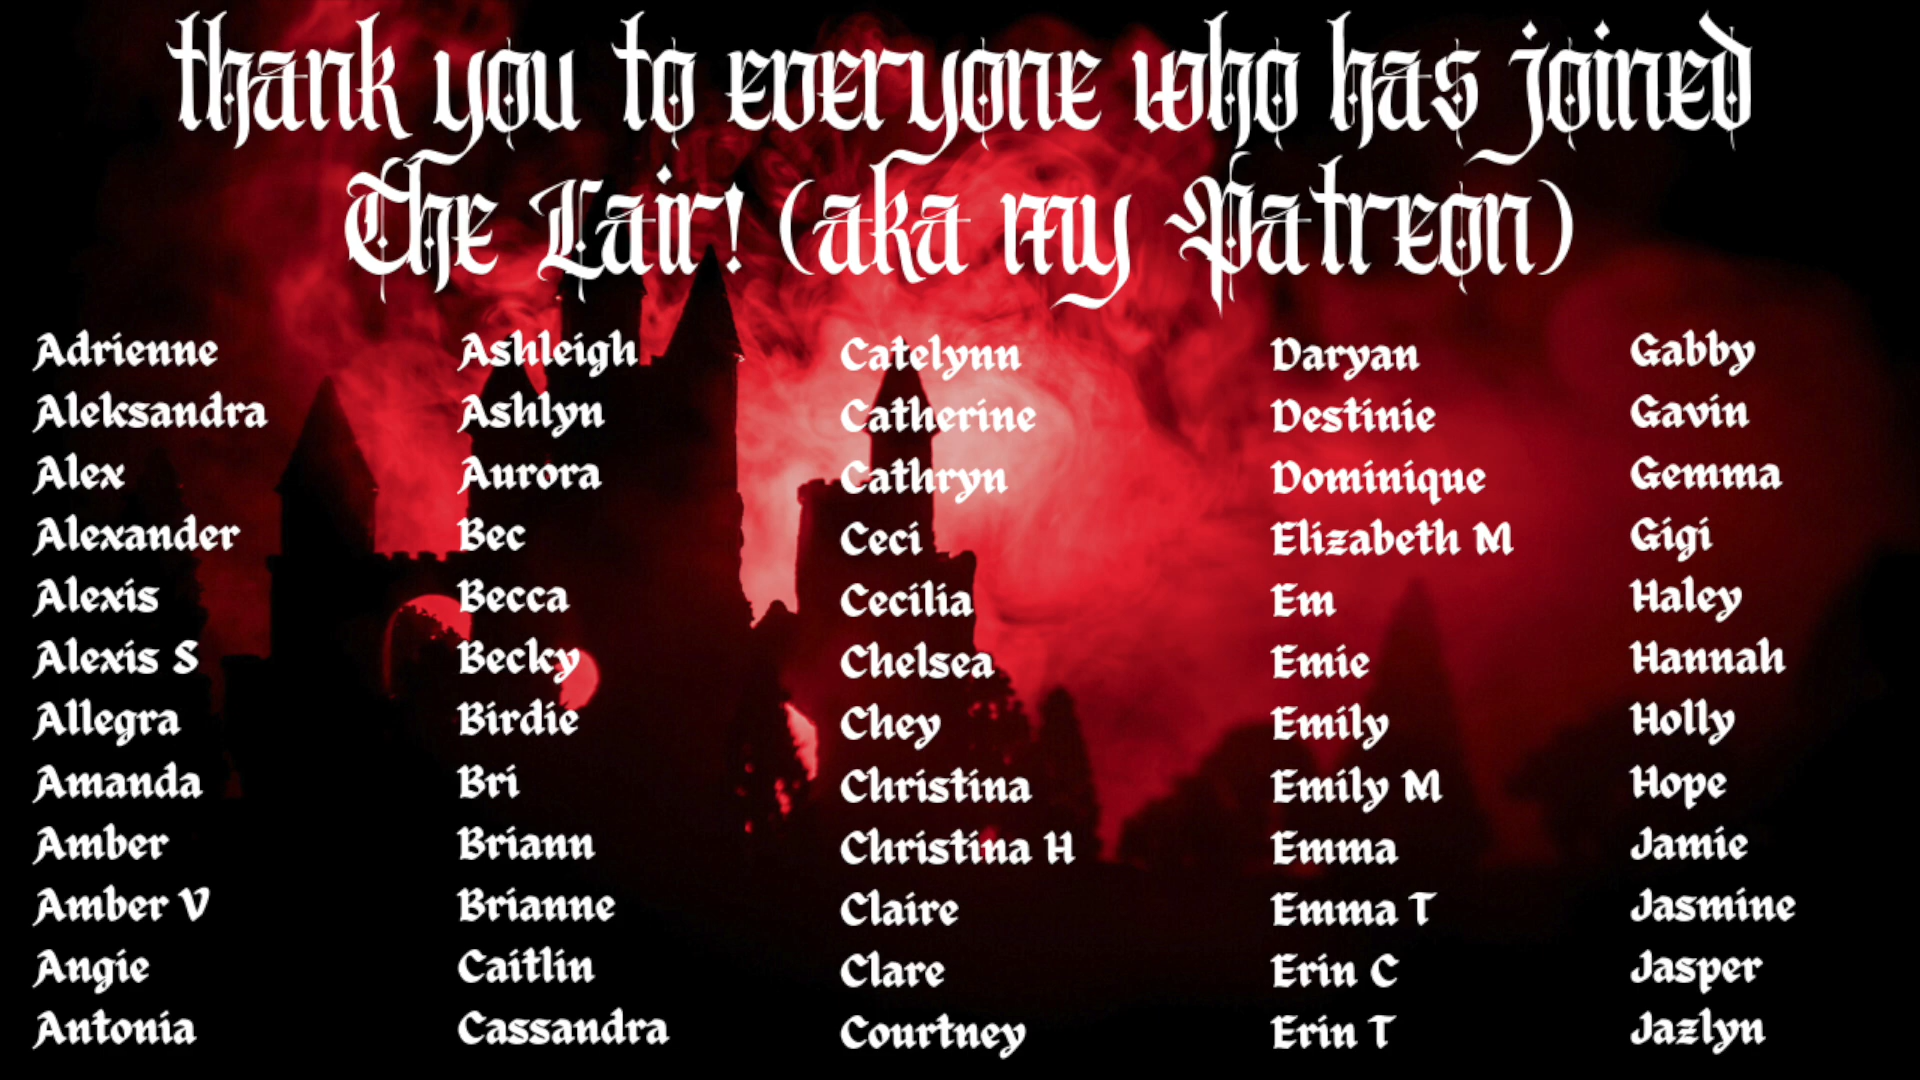 thank you to everyone who has joined
The Lair! (aka my Patreon)
Adrienne
Aleksandra
Alex
Alexander
Alexis
Alexis S
Allegra
Amanda
Amber
Amber V
Angie
Antonia
Ashleigh
Ashlyn
Aurora
Bec
Becca
Becky
Birdie
Bri
Briann
Brianne
Caitlin
Cassandra
Catelynn
Catherine
Cathryn
Ceci
Cecilia
Chelsea
Chey
Christina
Christina H
Claire
Clare
Courtney
Daryan
Destinie
Dominique
Elizabeth M
Em
Emie
Emily
Emily M
Emma
Emma T
Erin C
Erin T
Gabby
Gavin
Gemma
Gigi
Haley
Hannah
Holly
Hope
Jamie
Jasmine
Jasper
Jazlyn